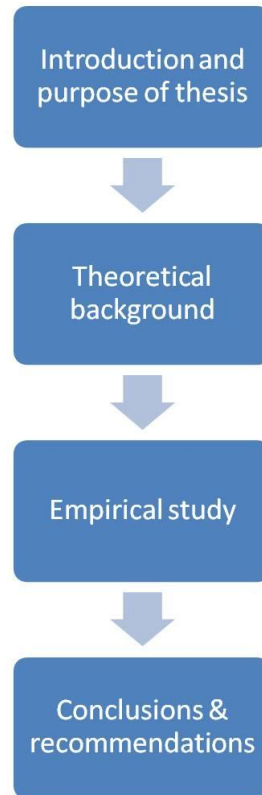 Introduction and
purpose of thesis
Theoretical
background
Empirical study
Conclusions &
recommendations